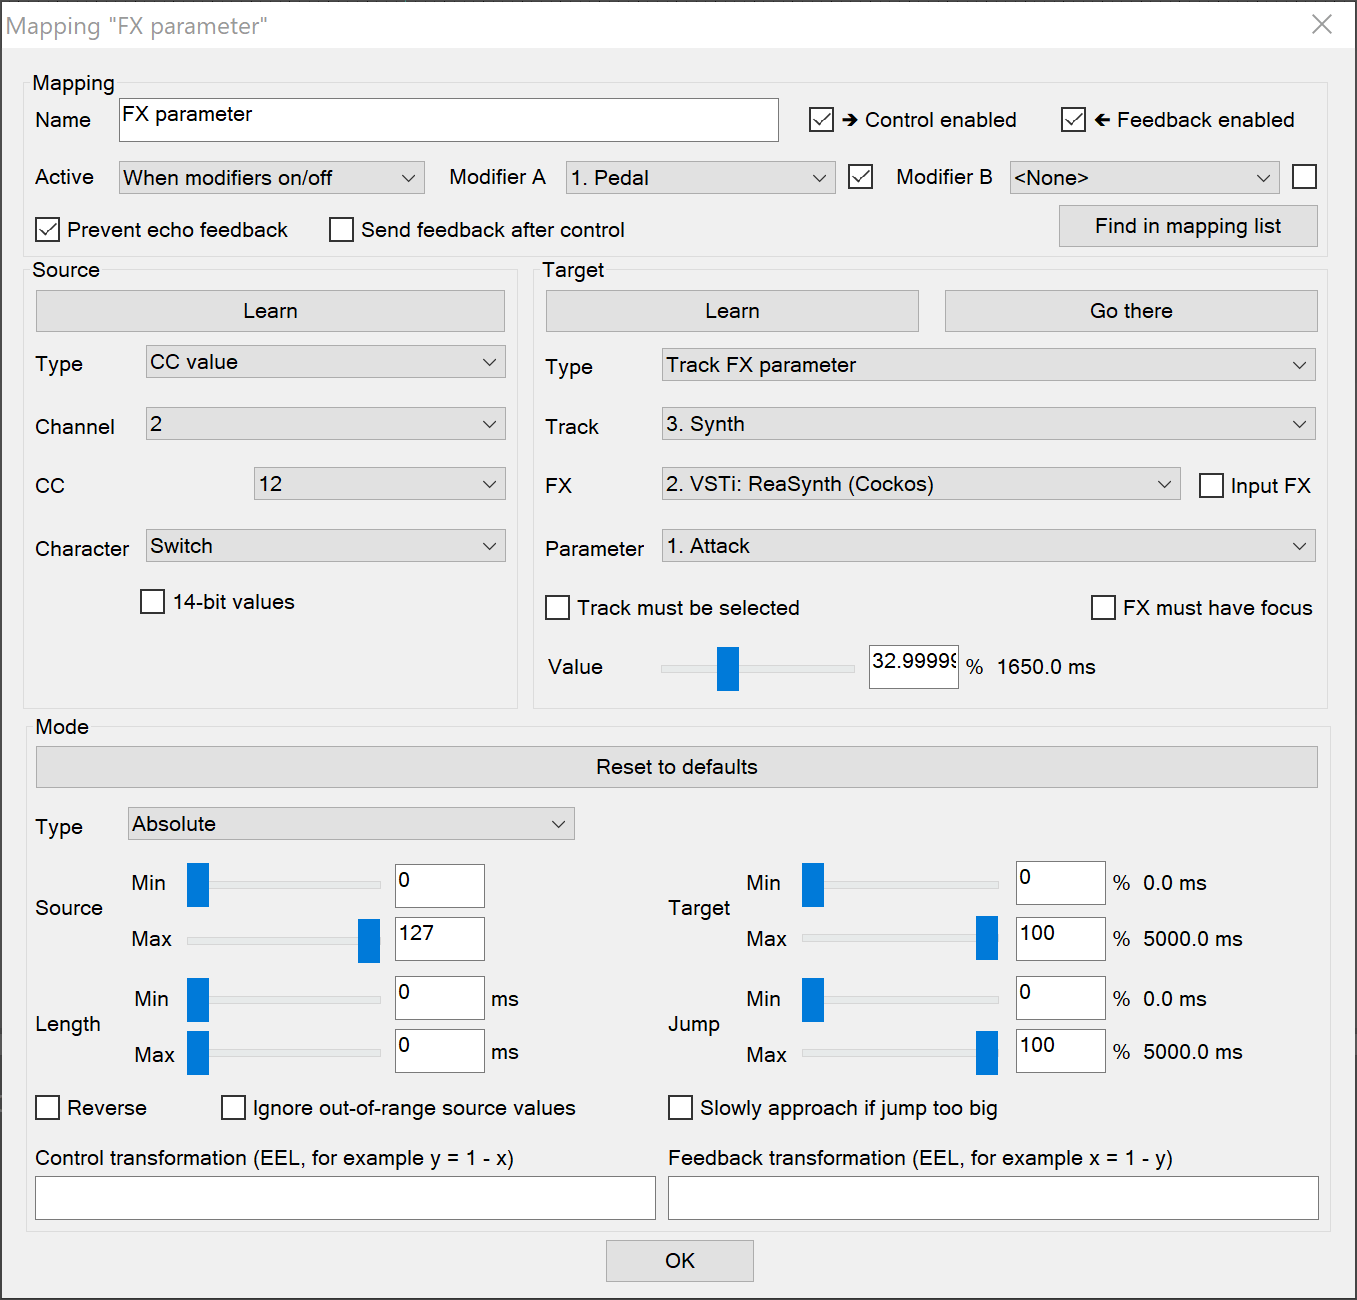 Mapping "FX parameter"
Mapping
Name FX parameter → Control enabled ← Feedback enabled
Active When modifiers on/off Modifier A 1. Pedal Modifier B <None>
Prevent echo feedback Send feedback after control Find in mapping list
Source Target
Learn Learn Go there
Type CC value Type Track FX parameter
Channel 2 Track 3. Synth
CC 12 FX 2. VSTi: ReaSynth (Cockos) Input FX
Character Switch Parameter 1. Attack
14-bit values Track must be selected FX must have focus
Value 32.99999 % 1650.0 ms
Mode
Reset to defaults
Type Absolute
Source Min 0 Target Min 0 % 0.0 ms
Max 127 Max 100 % 5000.0 ms
Length Min 0 ms Jump Min 0 % 0.0 ms
Max 0 ms Max 100 % 5000.0 ms
Reverse Ignore out-of-range source values Slowly approach if jump too big
Control transformation (EEL, for example y = 1 - x) Feedback transformation (EEL, for example x = 1 - y)
OK